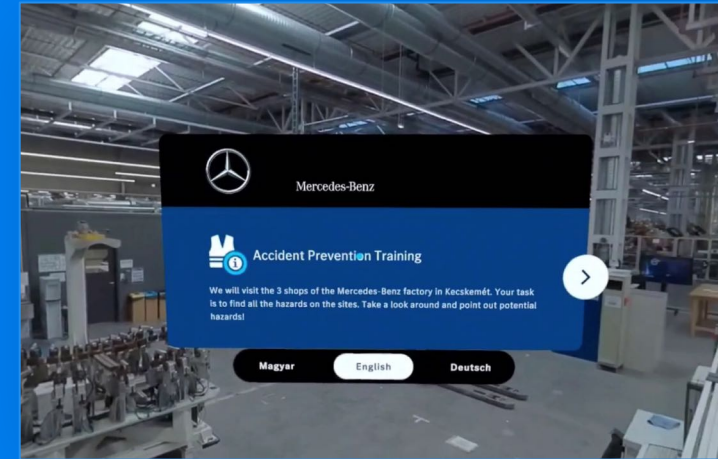 Mercedes-Benz
Accident Prevention Training
We will visit the 3 shops of the Mercedes-Benz factory in Kecskemét. Your task
is to find all the hazards on the sites. Take a look around and point out potential
hazards!
Magyar
English
Deutsch